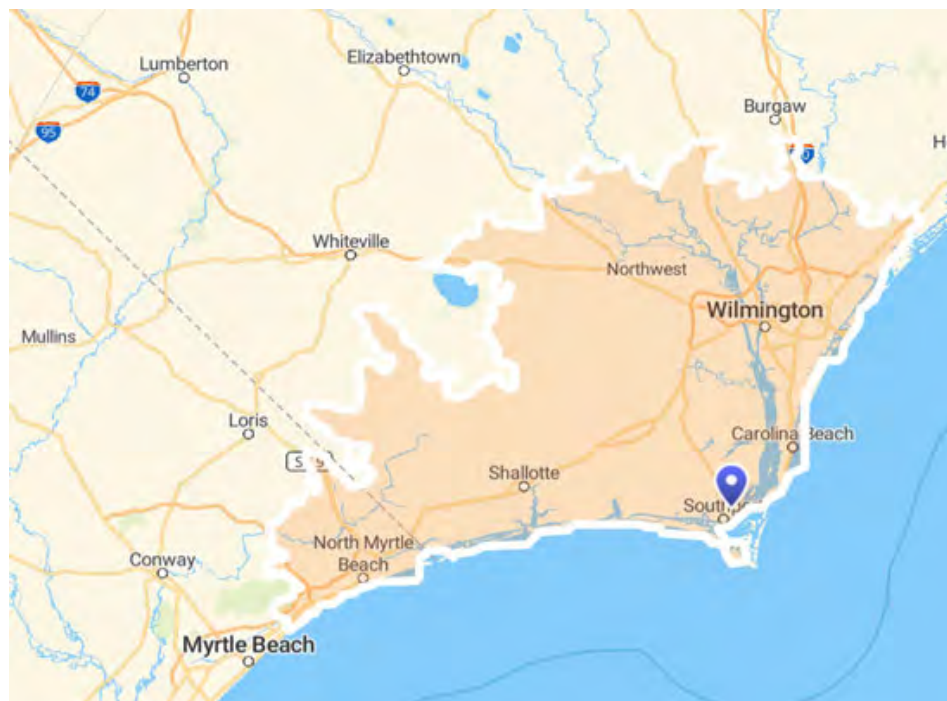 Lumberton
Elizabethtown
74
95
Burgaw
Whiteville
Northwest
Wilmington
Mullins
Loris
Carolina Beach
S
9
Shallotte
North Myrtle
Beach
Conway
Myrtle Beach